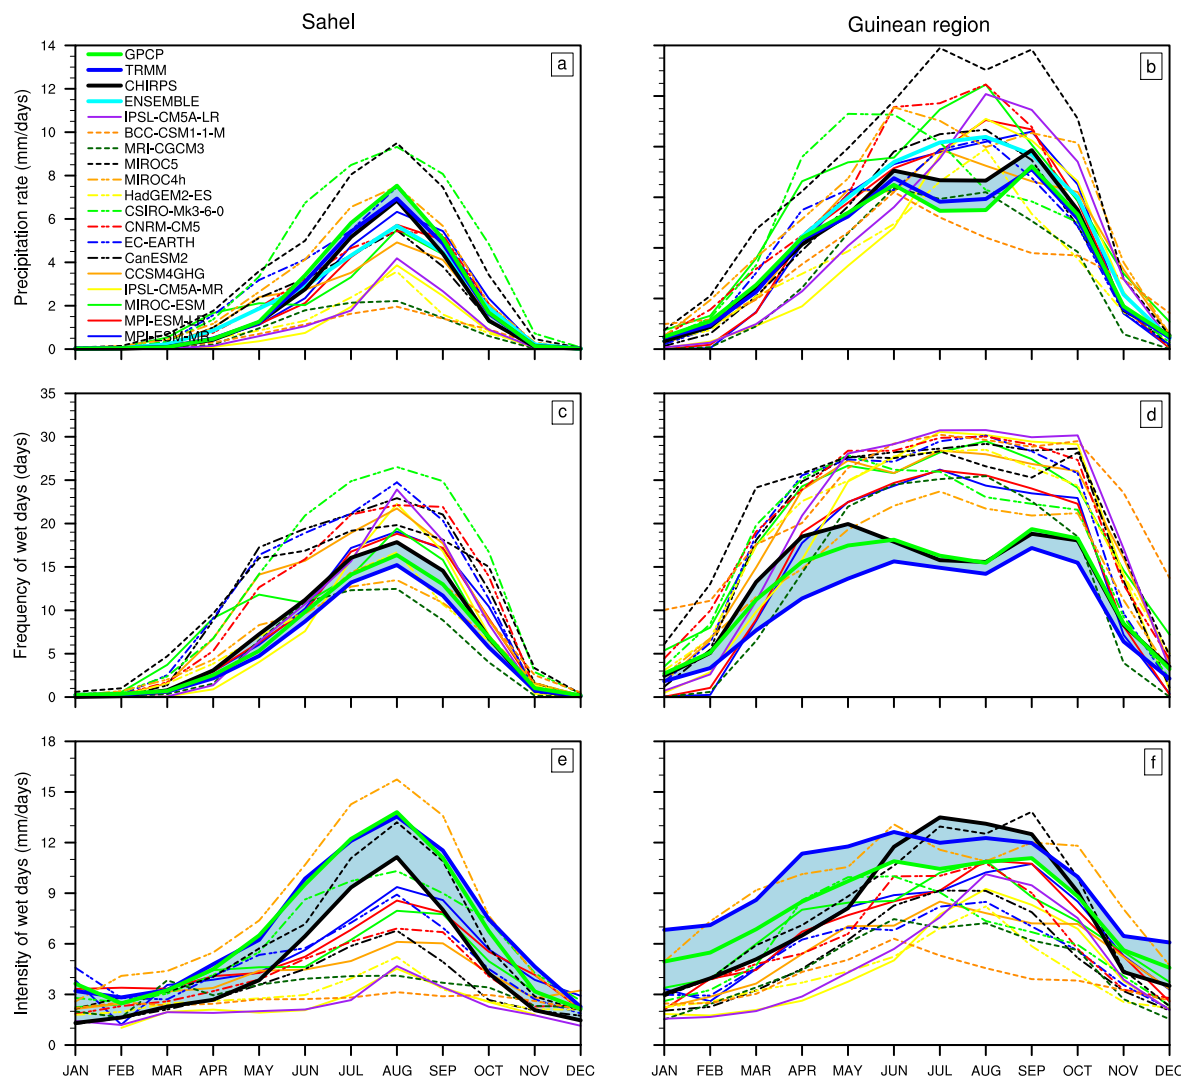 Sahel
Guinean region
Precipitation rate (mm/days)
14
12
10
8
6
4
2
0
a
GPCP
TRMM
CHIRPS
ENSEMBLE
IPSL-CM5A-LR
BCC-CSM1-1-M
MRI-CGCM3
MIROC5
MIROC4h
HadGEM2-ES
CSIRO-Mk3-6-0
CNRM-CM5
EC-EARTH
CanESM2
CCSM4GHG
IPSL-CM5A-MR
MIROC-ESM
MPI-ESM-LR
MPI-ESM-MR
b
Frequency of wet days (days)
35
30
25
20
15
10
5
0
c
d
Intensity of wet days (mm/days)
18
15
12
9
6
3
0
e
f
JAN FEB MAR APR MAY JUN JUL AUG SEP OCT NOV DEC
JAN FEB MAR APR MAY JUN JUL AUG SEP OCT NOV DEC